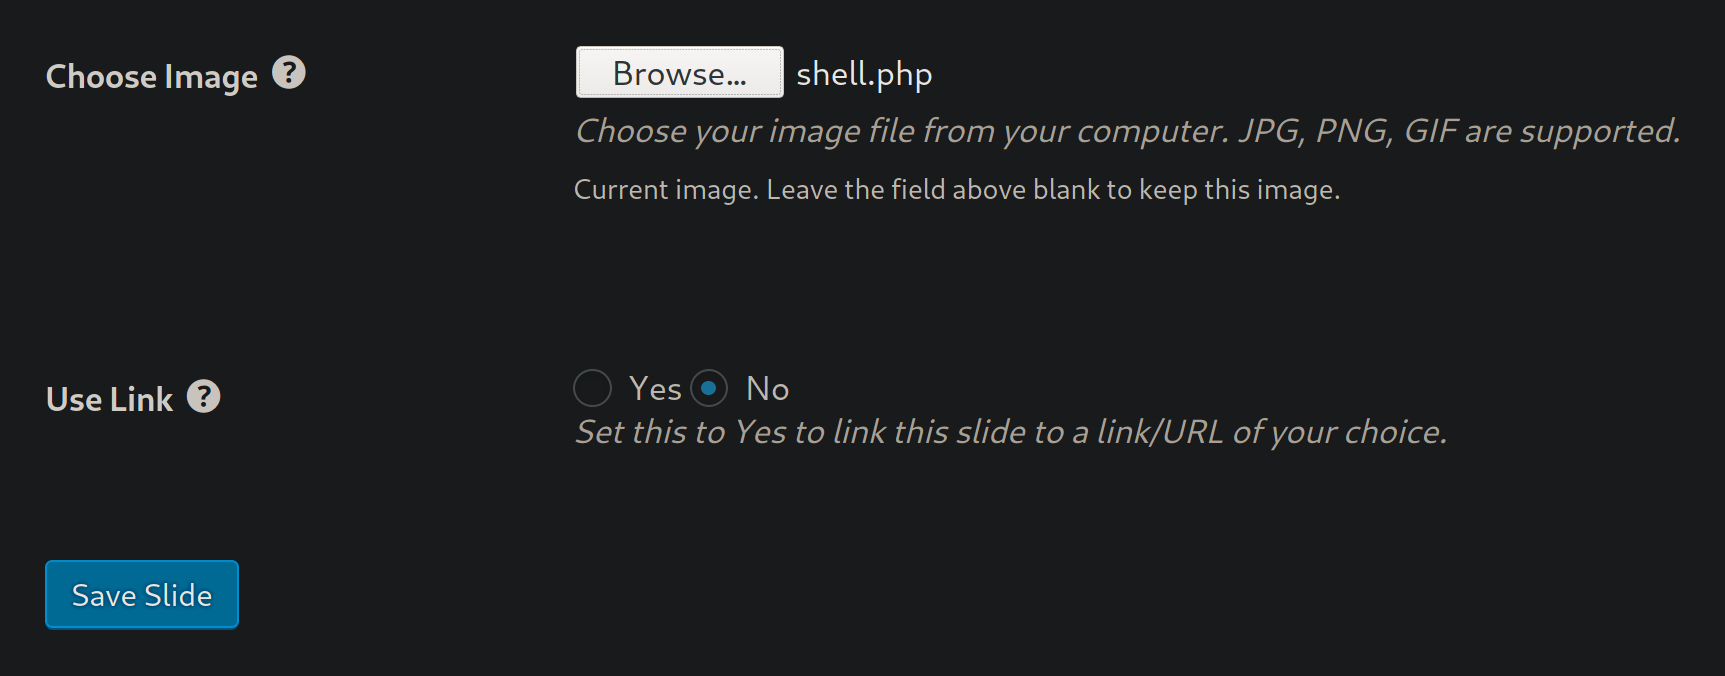 Choose Image ?
Browse... shell.php
Choose your image file from your computer. JPG, PNG, GIF are supported.
Current image. Leave the field above blank to keep this image.
Use Link ?
Yes No
Set this to Yes to link this slide to a link/URL of your choice.
Save Slide